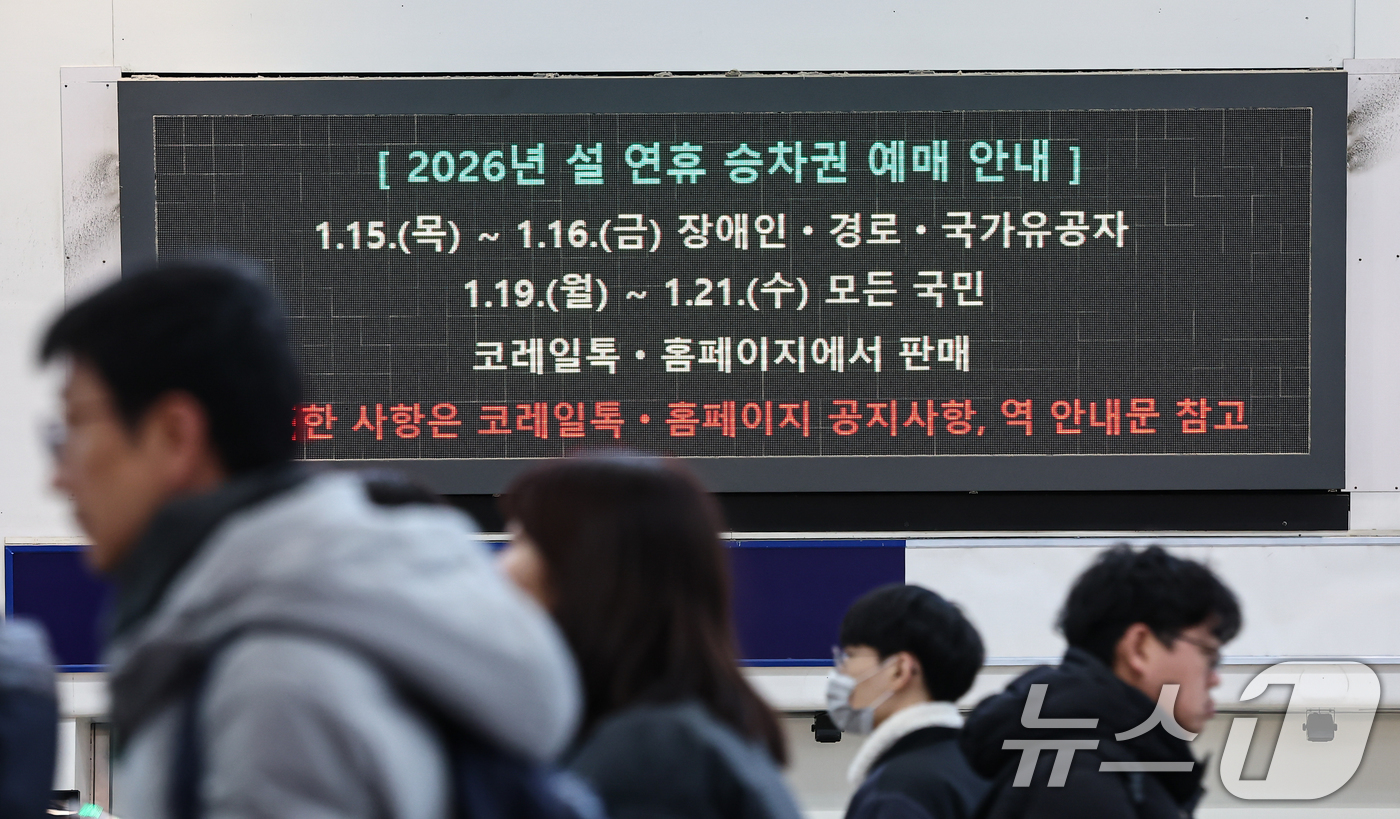 [ 2026년 설 연휴 승차권 예매 안내 ]
1.15.(목) ~ 1.16.(금) 장애인・경로・국가유공자
1.19.(월) ~ 1.21.(수) 모든 국민
코레일톡・홈페이지에서 판매
사항은 코레일톡・홈페이지 공지사항, 역 안내문 참고
뉴스1